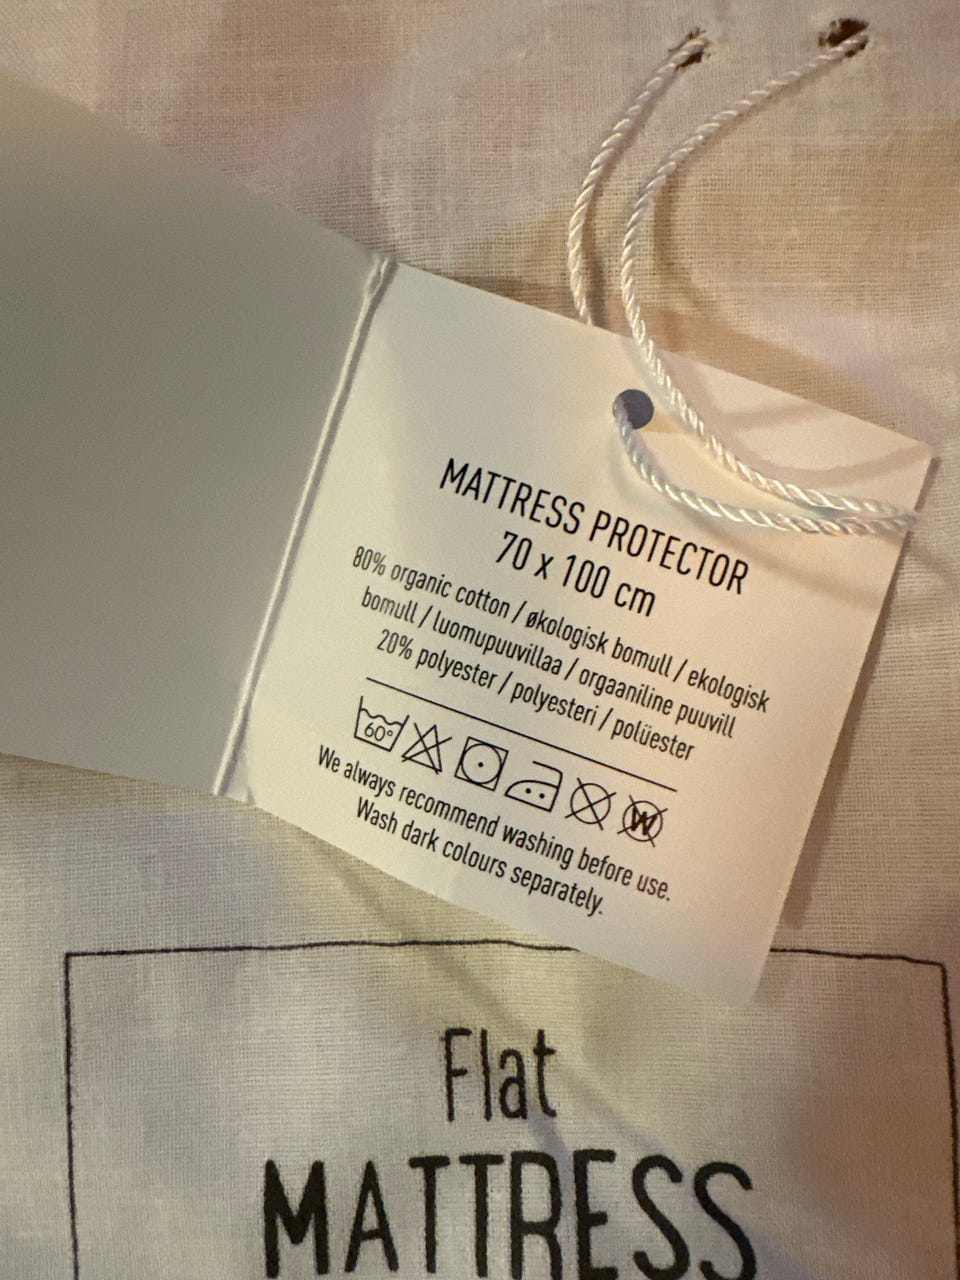 MATTRESS PROTECTOR
70 x 100 cm
80% organic cotton / økologisk bomull / ekologisk
bomull / luomupuuvillaa / orgaaniline puuvill
20% polyester / polyesteri / polüester
60°
W
We always recommend washing before use.
Wash dark colours separately.
Flat
MATTRESS